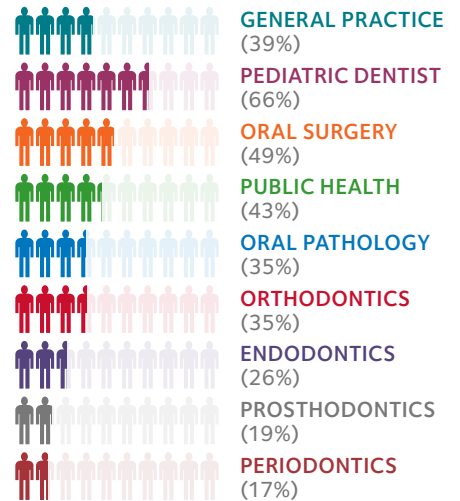 GENERAL PRACTICE
(39%)
PEDIATRIC DENTIST
(66%)
ORAL SURGERY
(49%)
PUBLIC HEALTH
(43%)
ORAL PATHOLOGY
(35%)
ORTHODONTICS
(35%)
ENDODONTICS
(26%)
PROSTHODONTICS
(19%)
PERIODONTICS
(17%)